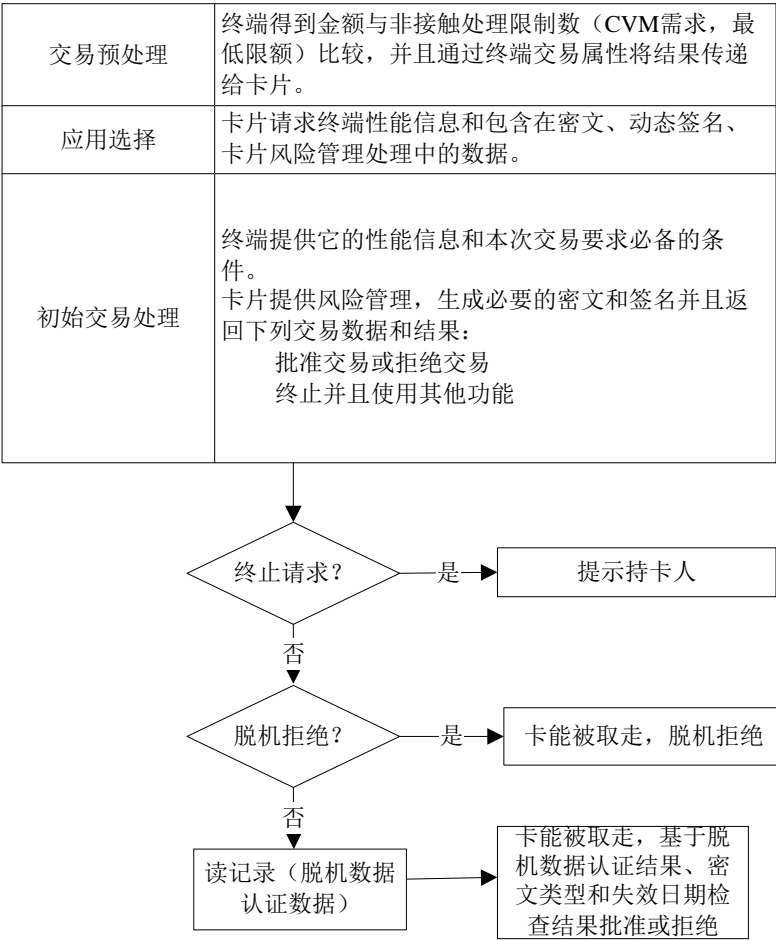 交易预处理
终端得到金额与非接触处理限制数（CVM需求，最
低限额）比较，并且通过终端交易属性将结果传递
给卡片。
应用选择
卡片请求终端性能信息和包含在密文、动态签名、
卡片风险管理处理中的数据。
初始交易处理
终端提供它的性能信息和本次交易要求必备的条
件。
卡片提供风险管理，生成必要的密文和签名并且返
回下列交易数据和结果：
批准交易或拒绝交易
终止并且使用其他功能
终止请求？
是
提示持卡人
否
脱机拒绝？
是
卡能被取走，脱机拒绝
否
读记录（脱机数据
认证数据）
卡能被取走，基于脱
机数据认证结果、密
文类型和失效日期检
查结果批准或拒绝